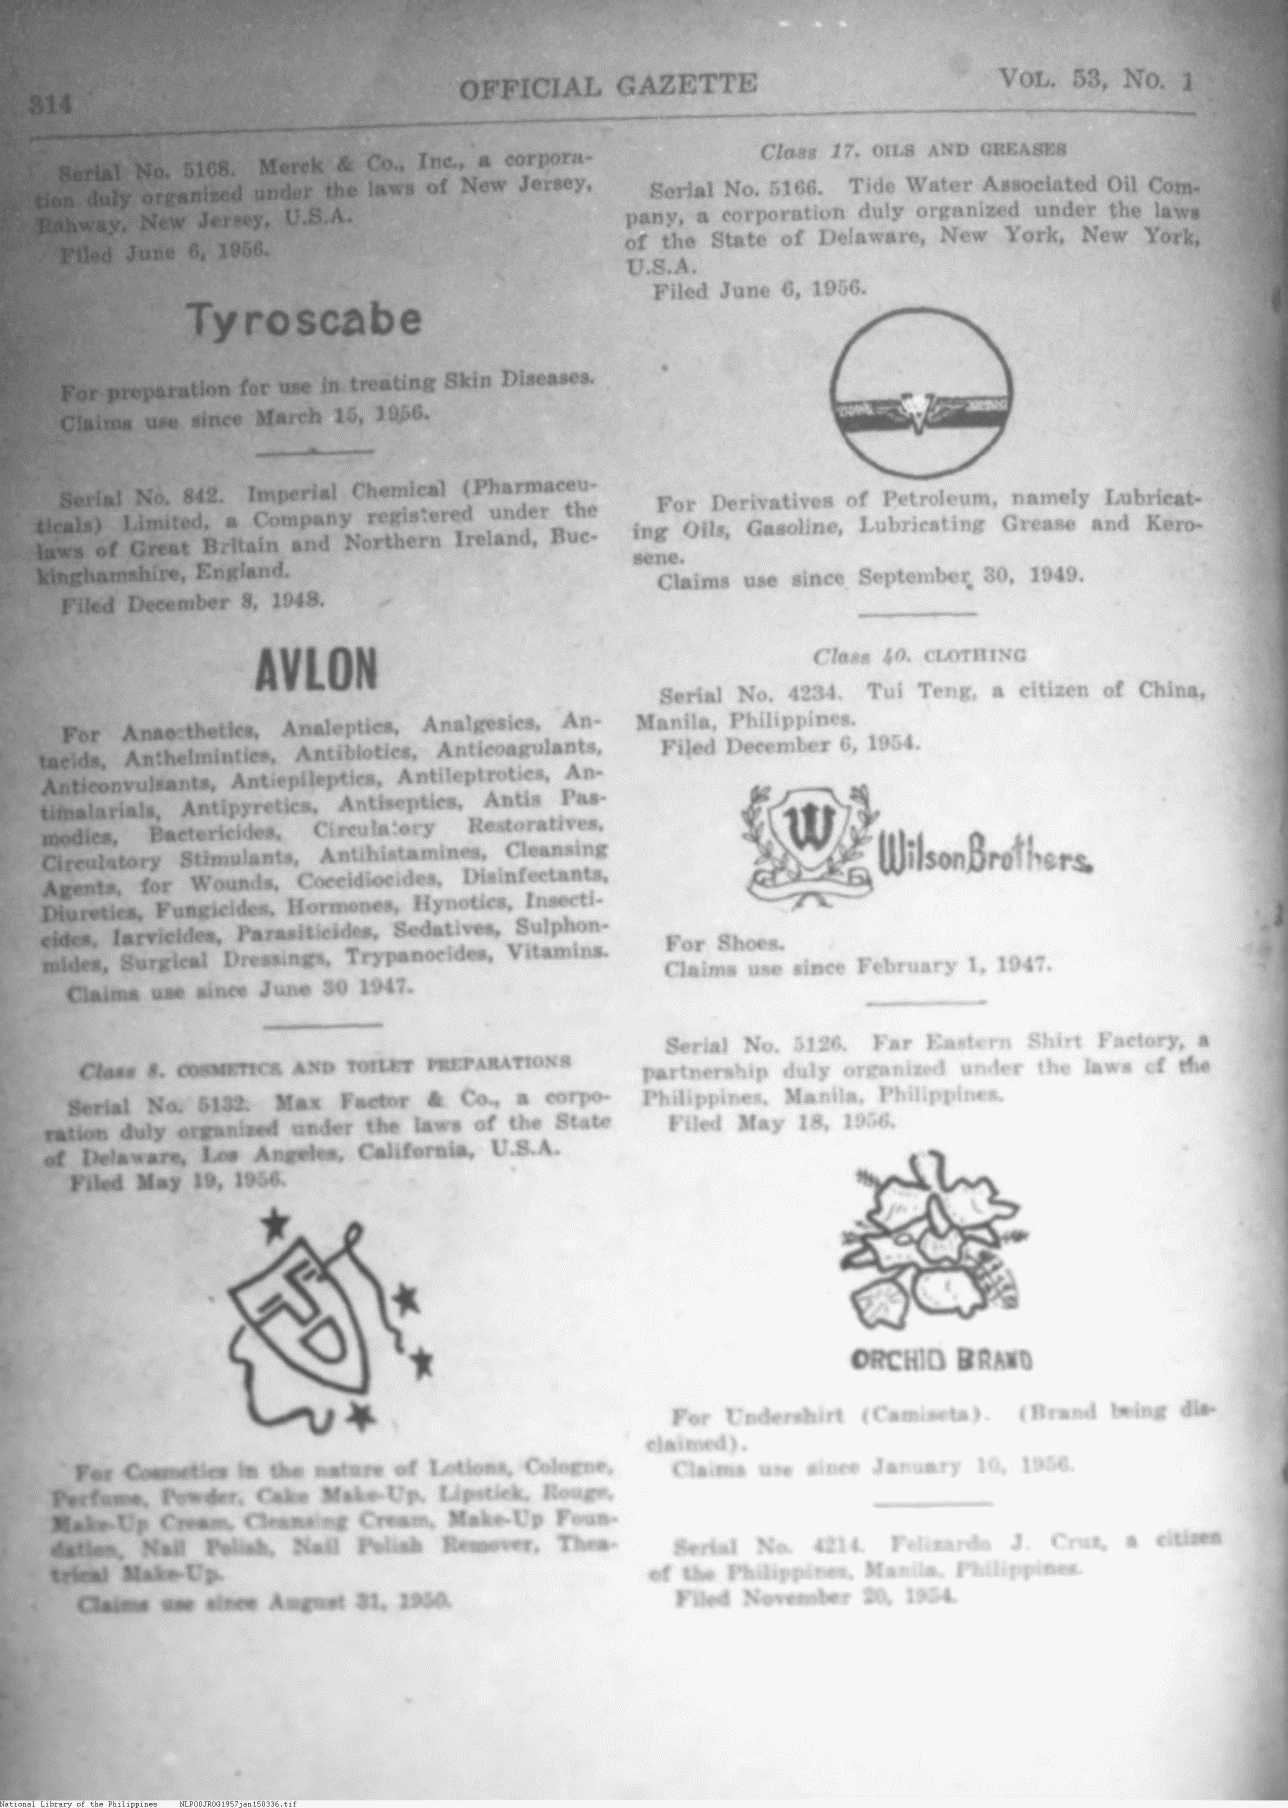 314
OFFICIAL GAZETTE
VOL. 53, No. 1
Serial No. 5168. Merck & Co., Inc., a corpora-
tion duly organized under the laws of New Jersey,
Rahway, New Jersey, U.S.A.
Filed June 6, 1956.
Tyroscabe
For preparation for use in treating Skin Diseases.
Claims use since March 15, 1956.
Serial No. 842. Imperial Chemical (Pharmaceu-
ticals) Limited, a Company registered under the
laws of Great Britain and Northern Ireland, Buc-
kinghamshire, England.
Filed December 8, 1948.
AVLON
For Anaesthetics, Analeptics, Analgesics, An-
tacids, Anthelmintics, Antibiotics, Anticoagulants,
Anticonvulsants, Antiepileptics, Antileptrotics, An-
timalarials, Antipyretics, Antiseptics, Antis Pas-
modics, Bactericides, Circulatory Restoratives,
Circulatory Stimulants, Antihistamines, Cleansing
Agents, for Wounds, Coccidiocides, Disinfectants,
Diuretics, Fungicides, Hormones, Hynotics, Insecti-
cides, Iarvicides, Parasiticides, Sedatives, Sulphon-
mides, Surgical Dressings, Trypanocides, Vitamins.
Claims use since June 30 1947.
Class 8. COSMETICS AND TOILET PREPARATIONS
Serial No. 5132. Max Factor & Co., a corpo-
ration duly organized under the laws of the State
of Delaware, Los Angeles, California, U.S.A.
Filed May 19, 1956.
For Cosmetics in the nature of Lotions, Cologne,
Perfume, Powder, Cake Make-Up, Lipstick, Rouge,
Make-Up Cream, Cleansing Cream, Make-Up Foun-
dation, Nail Polish, Nail Polish Remover, Thea-
trical Make-Up.
Claims use since August 31, 1950.
Class 17. OILS AND GREASES
Serial No. 5166. Tide Water Associated Oil Com-
pany, a corporation duly organized under the laws
of the State of Delaware, New York, New York,
U.S.A.
Filed June 6, 1956.
For Derivatives of Petroleum, namely Lubricat-
ing Oils, Gasoline, Lubricating Grease and Kero-
sene.
Claims use since September 30, 1949.
Class 40. CLOTHING
Serial No. 4234. Tui Teng, a citizen of China,
Manila, Philippines.
Filed December 6, 1954.
W
Wilson Brothers.
For Shoes.
Claims use since February 1, 1947.
Serial No. 5126. Far Eastern Shirt Factory, a
partnership duly organized under the laws of the
Philippines, Manila, Philippines.
Filed May 18, 1956.
ORCHID BRAND
For Undershirt (Camiseta). (Brand being dis-
claimed).
Claims use since January 10, 1956.
Serial No. 4214. Felizardo J. Cruz, a citizen
of the Philippines, Manila, Philippines.
Filed November 20, 1954.
National Library of the Philippines NLPOOJROG1957jan150336.tif